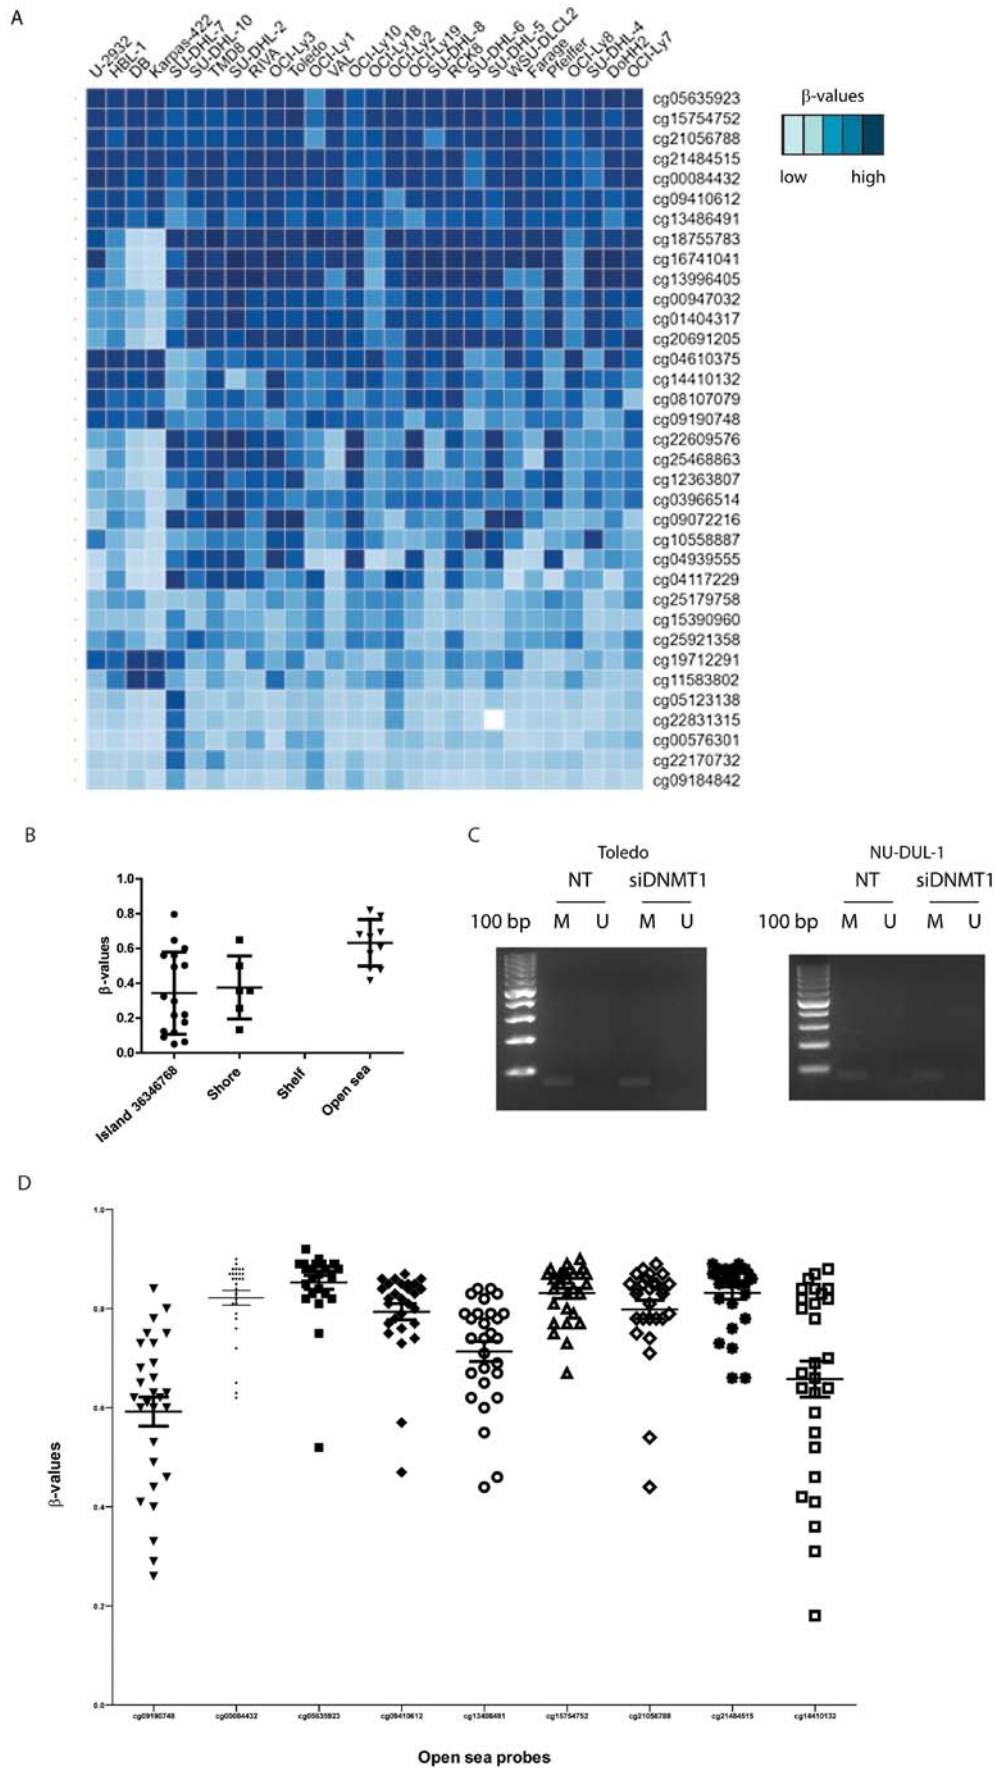 A
U-2932
HBL-1
DB
Karpas-422
SU-DHL-7
SU-DHL-10
TMD8
SU-DHL-2
RIVA
OCI-Ly3
Toledo
OCI-Ly1
VAL
OCI-Ly10
OCI-Ly18
OCI-Ly2
OCI-Ly19
SU-DHL-8
RCK8
SU-DHL-6
SU-DHL-5
WSU-DLCL2
Farage
Pfeiffer
OCI-Ly8
SU-DHL-4
DoHH2
OCI-Ly7
cg05635923
cg15754752
cg21056788
cg21484515
cg00084432
cg09410612
cg13486491
cg18755783
cg16741041
cg13996405
cg00947032
cg01404317
cg20691205
cg04610375
cg14410132
cg08107079
cg09190748
cg22609576
cg25468863
cg12363807
cg03966514
cg09072216
cg10558887
cg04939555
cg04117229
cg25179758
cg15390960
cg25921358
cg19712291
cg11583802
cg05123138
cg22831315
cg00576301
cg22170732
cg09184842
β-values
low high
B
β-values
1.0
0.8
0.6
0.4
0.2
0.0
Island 36346768
Shore
Shelf
Open sea
C
Toledo
NT siDNMT1
100 bp M U M U
NU-DUL-1
NT siDNMT1
100 bp M U M U
D
β-values
1.0
0.8
0.6
0.4
0.2
0.0
cg09190748 cg00084432 cg05635923 cg09410612 cg13486491 cg15754752 cg21056788 cg21484515 cg14410132
Open sea probes